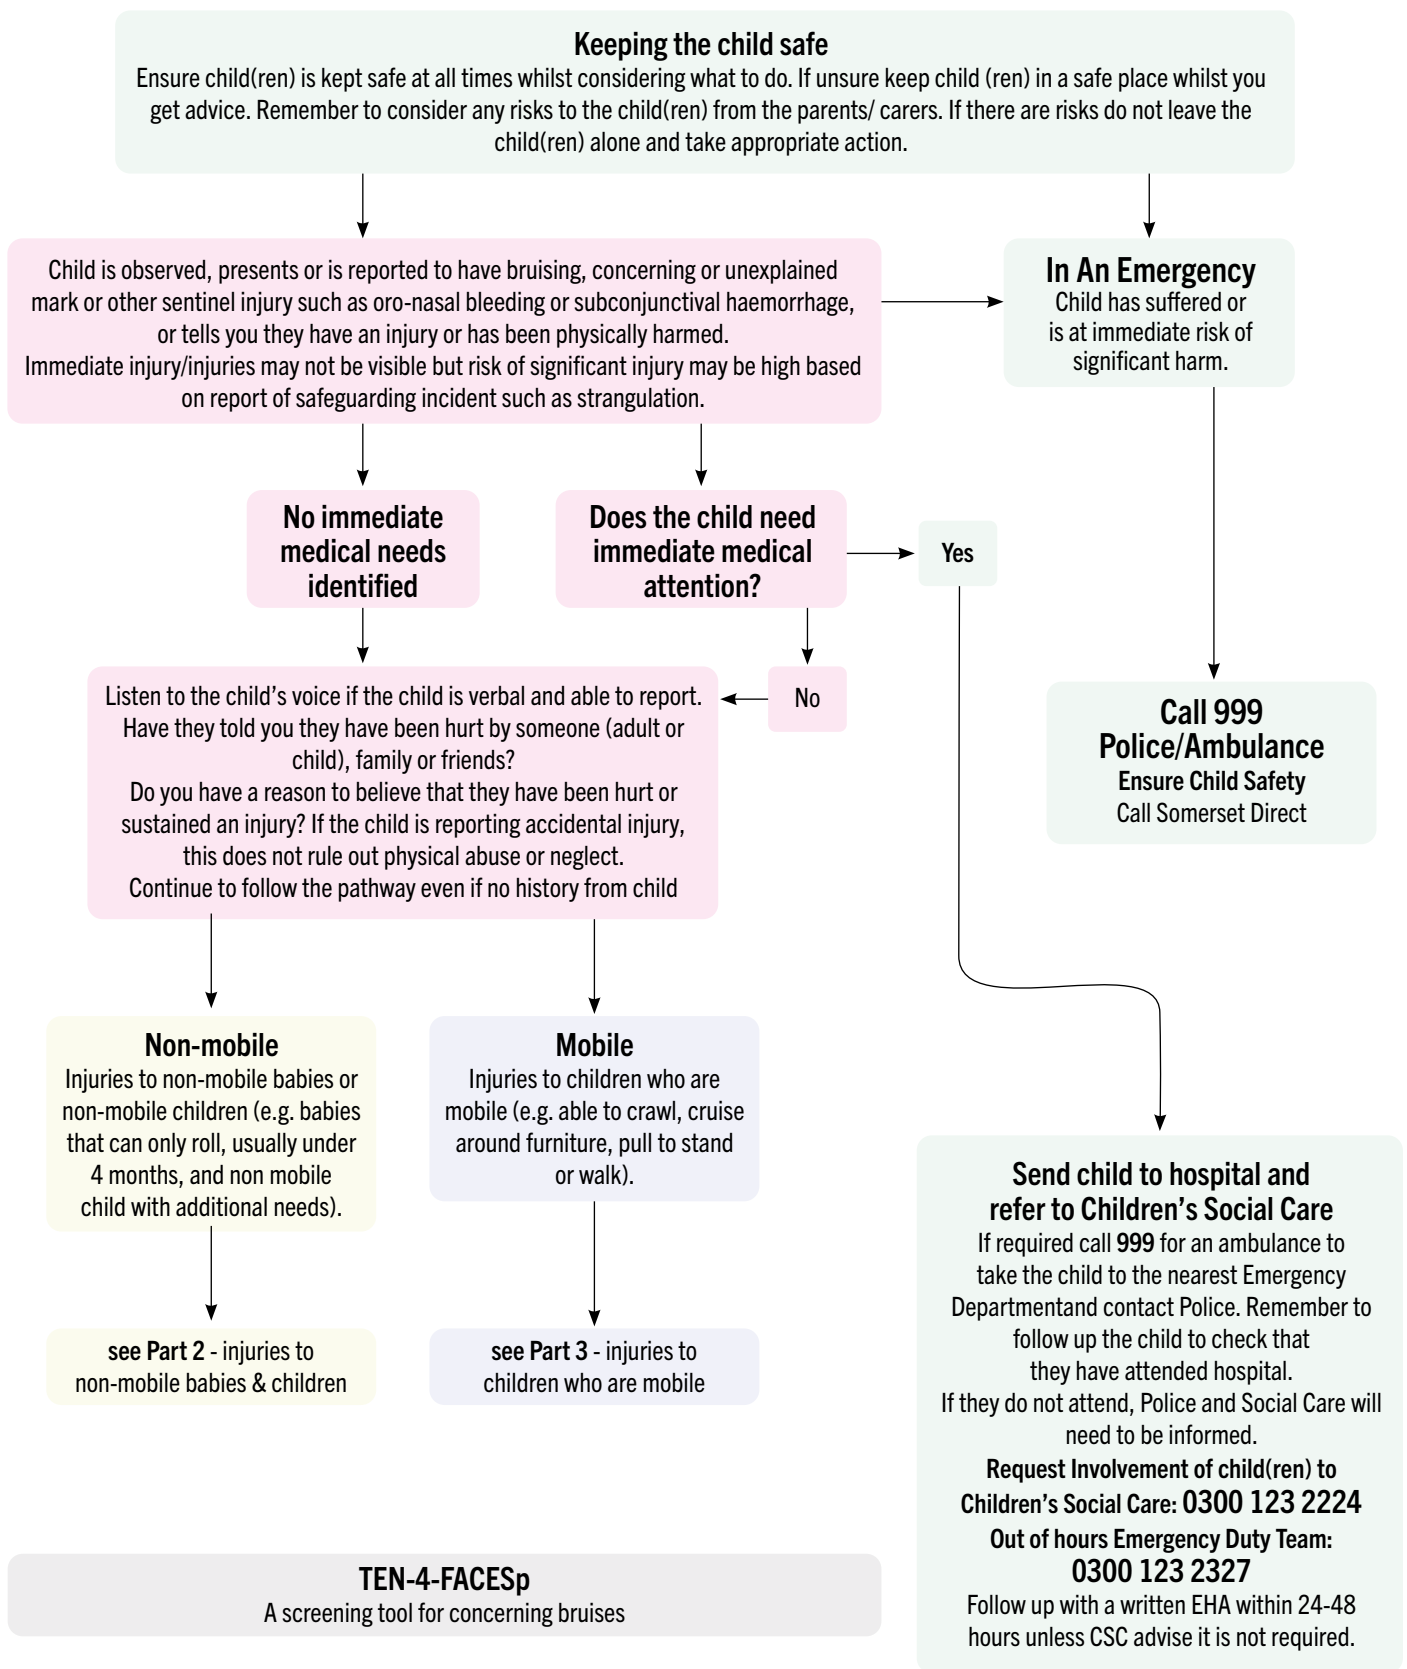 Keeping the child safe
Ensure child(ren) is kept safe at all times whilst considering what to do. If unsure keep child (ren) in a safe place whilst you
get advice. Remember to consider any risks to the child(ren) from the parents/ carers. If there are risks do not leave the
child(ren) alone and take appropriate action.
Child is observed, presents or is reported to have bruising, concerning or unexplained
mark or other sentinel injury such as oro-nasal bleeding or subconjunctival haemorrhage,
or tells you they have an injury or has been physically harmed.
Immediate injury/injuries may not be visible but risk of significant injury may be high based
on report of safeguarding incident such as strangulation.
In An Emergency
Child has suffered or
is at immediate risk of
significant harm.
No immediate
medical needs
identified
Does the child need
immediate medical
attention?
Yes
No
Listen to the child’s voice if the child is verbal and able to report.
Have they told you they have been hurt by someone (adult or
child), family or friends?
Do you have a reason to believe that they have been hurt or
sustained an injury? If the child is reporting accidental injury,
this does not rule out physical abuse or neglect.
Continue to follow the pathway even if no history from child
Call 999
Police/Ambulance
Ensure Child Safety
Call Somerset Direct
Non-mobile
Injuries to non-mobile babies or
non-mobile children (e.g. babies
that can only roll, usually under
4 months, and non mobile
child with additional needs).
Mobile
Injuries to children who are
mobile (e.g. able to crawl, cruise
around furniture, pull to stand
or walk).
see Part 2 - injuries to
non-mobile babies & children
see Part 3 - injuries to
children who are mobile
Send child to hospital and
refer to Children’s Social Care
If required call 999 for an ambulance to
take the child to the nearest Emergency
Departmentand contact Police. Remember to
follow up the child to check that
they have attended hospital.
If they do not attend, Police and Social Care will
need to be informed.
Request Involvement of child(ren) to
Children’s Social Care: 0300 123 2224
Out of hours Emergency Duty Team:
0300 123 2327
Follow up with a written EHA within 24-48
hours unless CSC advise it is not required.
TEN-4-FACESp
A screening tool for concerning bruises